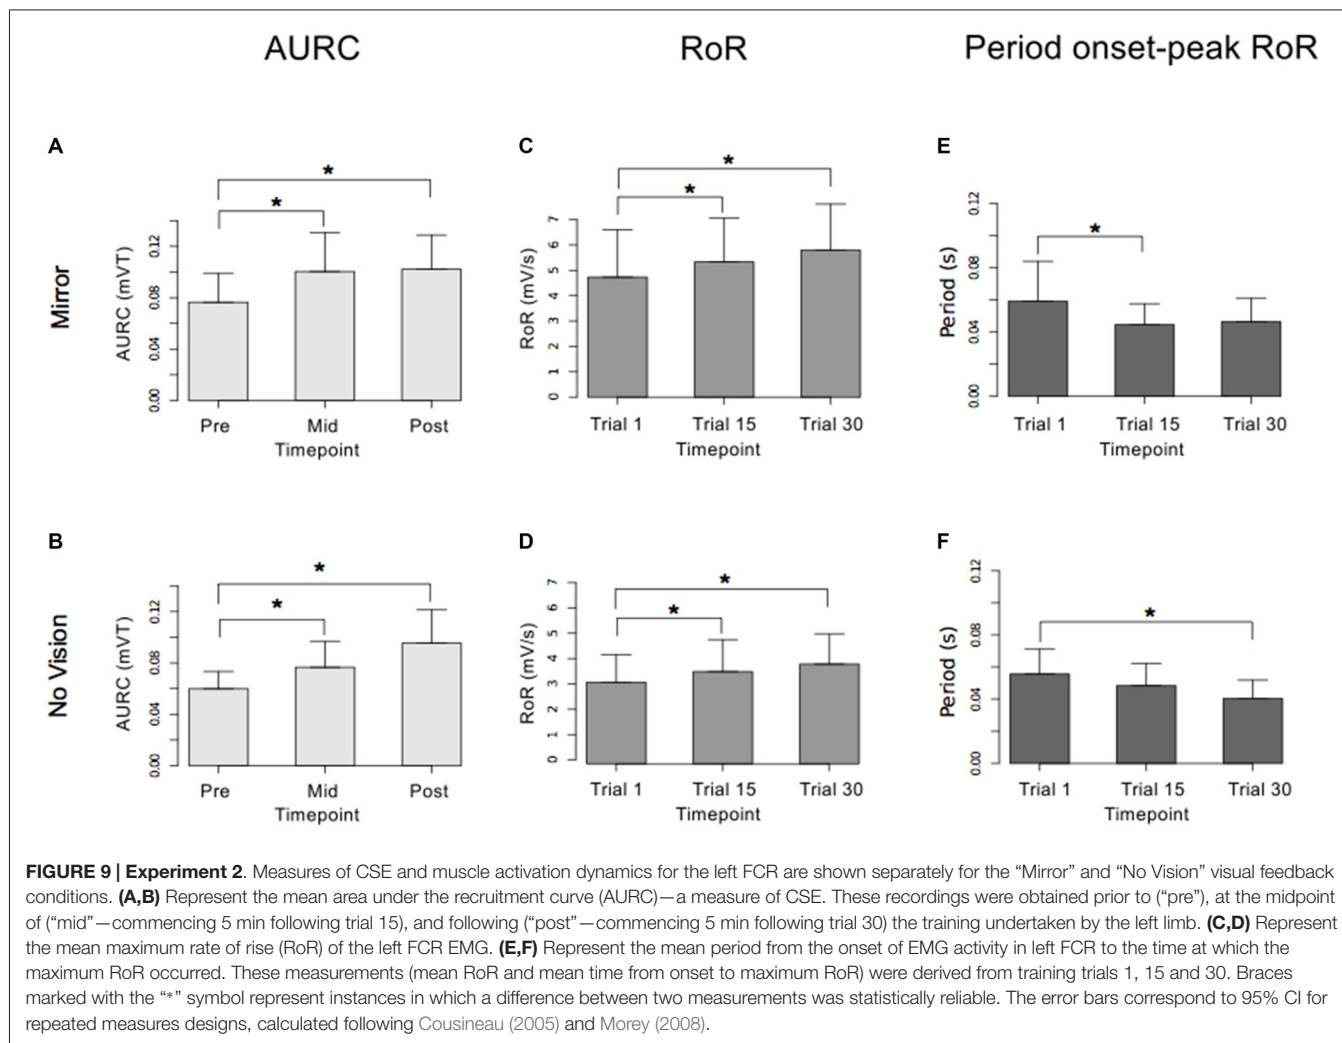 AURC
RoR
Period onset-peak RoR
Mirror
A
AURC (mVT)
0.12
0.08
0.04
0.00
*
*
Pre Mid Post
Timepoint
C
RoR (mV/s)
7
6
5
4
3
2
1
0
*
*
Trial 1 Trial 15 Trial 30
Timepoint
E
Period (s)
0.12
0.08
0.04
0.00
*
Trial 1 Trial 15 Trial 30
Timepoint
No Vision
B
AURC (mVT)
0.12
0.08
0.04
0.00
*
*
Pre Mid Post
Timepoint
D
RoR (mV/s)
7
6
5
4
3
2
1
0
*
*
Trial 1 Trial 15 Trial 30
Timepoint
F
Period (s)
0.12
0.08
0.04
0.00
*
Trial 1 Trial 15 Trial 30
Timepoint
FIGURE 9 | Experiment 2. Measures of CSE and muscle activation dynamics for the left FCR are shown separately for the “Mirror” and “No Vision” visual feedback
conditions. (A,B) Represent the mean area under the recruitment curve (AURC)—a measure of CSE. These recordings were obtained prior to (“pre”), at the midpoint
of (“mid”—commencing 5 min following trial 15), and following (“post”—commencing 5 min following trial 30) the training undertaken by the left limb. (C,D) Represent
the mean maximum rate of rise (RoR) of the left FCR EMG. (E,F) Represent the mean period from the onset of EMG activity in left FCR to the time at which the
maximum RoR occurred. These measurements (mean RoR and mean time from onset to maximum RoR) were derived from training trials 1, 15 and 30. Braces
marked with the “*” symbol represent instances in which a difference between two measurements was statistically reliable. The error bars correspond to 95% CI for
repeated measures designs, calculated following Cousineau (2005) and Morey (2008).